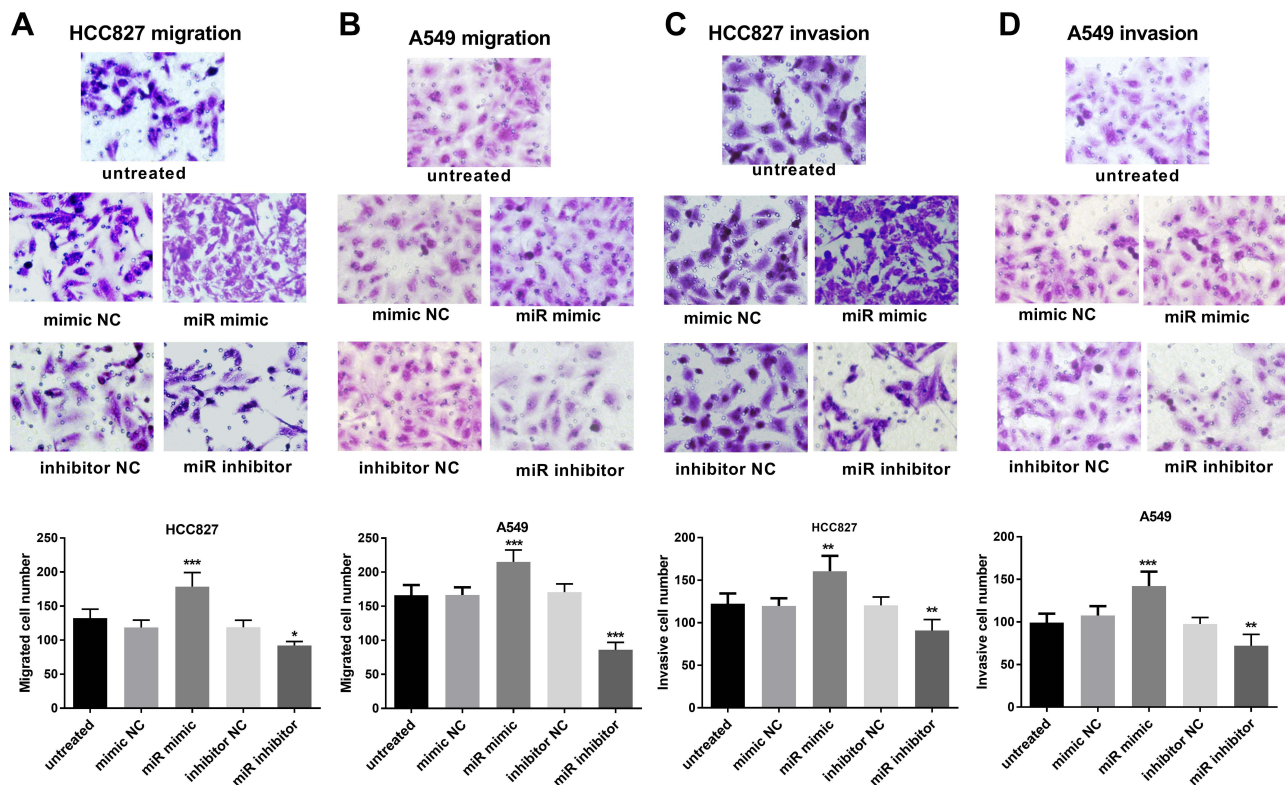 A
HCC827 migration
untreated
mimic NC
miR mimic
inhibitor NC
miR inhibitor
HCC827
Migrated cell number
250
200
150
100
50
0
***
*
untreated
mimic NC
miR mimic
inhibitor NC
miR inhibitor
B
A549 migration
untreated
mimic NC
miR mimic
inhibitor NC
miR inhibitor
A549
Migrated cell number
250
200
150
100
50
0
***
***
untreated
mimic NC
miR mimic
inhibitor NC
miR inhibitor
C
HCC827 invasion
untreated
mimic NC
miR mimic
inhibitor NC
miR inhibitor
HCC827
Invasive cell number
200
150
100
50
0
**
**
untreated
mimic NC
miR mimic
inhibitor NC
miR inhibitor
D
A549 invasion
untreated
mimic NC
miR mimic
inhibitor NC
miR inhibitor
A549
Invasive cell number
200
150
100
50
0
***
**
untreated
mimic NC
miR mimic
inhibitor NC
miR inhibitor